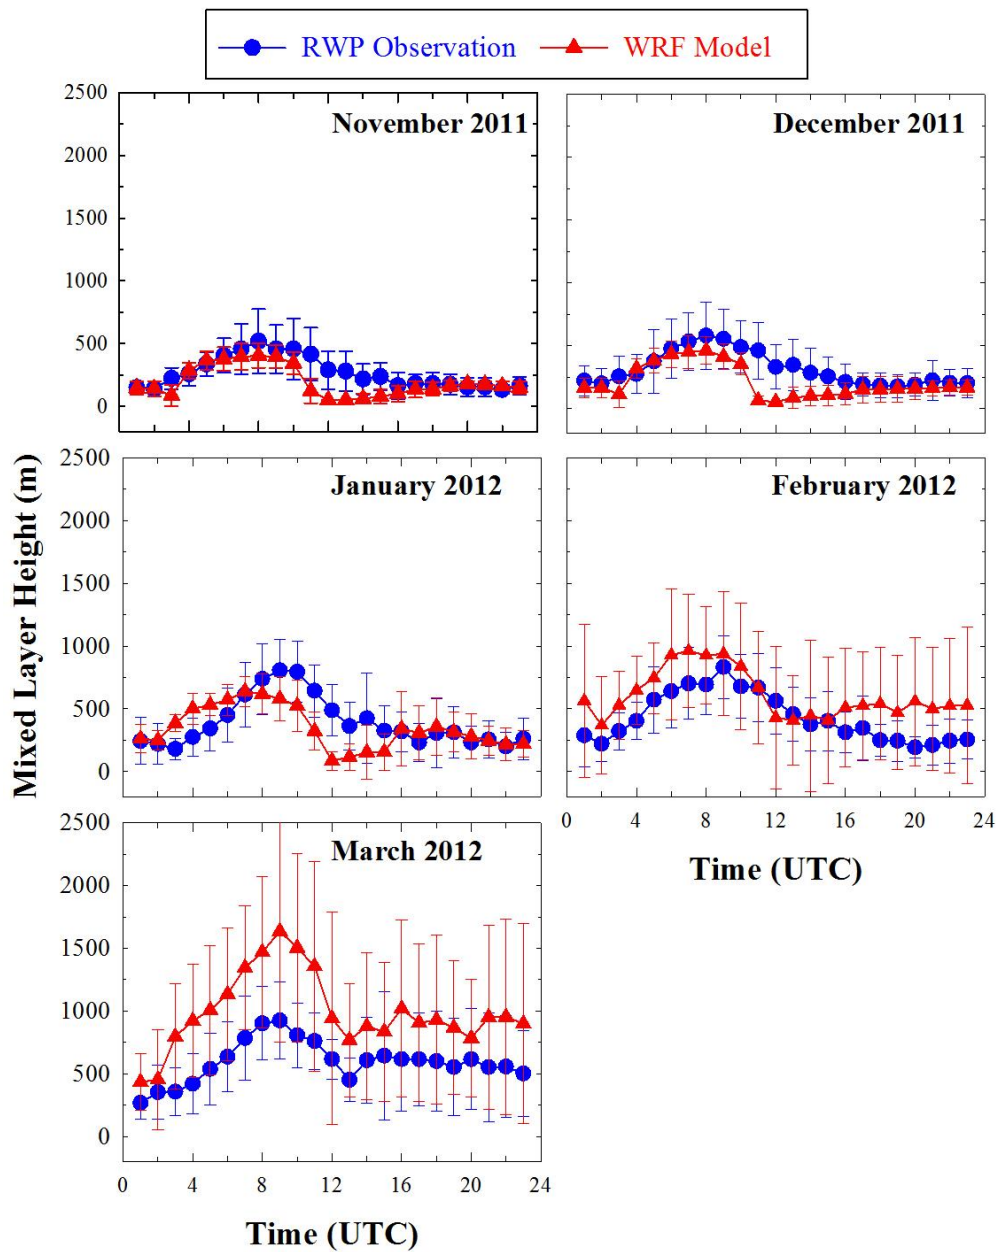 RWP Observation WRF Model
2500
2000
1500
1000
500
0
November 2011
December 2011
Mixed Layer Height (m)
2500
2000
1500
1000
500
0
January 2012
February 2012
0 4 8 12 16 20 24
Time (UTC)
2500
2000
1500
1000
500
0
March 2012
0 4 8 12 16 20 24
Time (UTC)